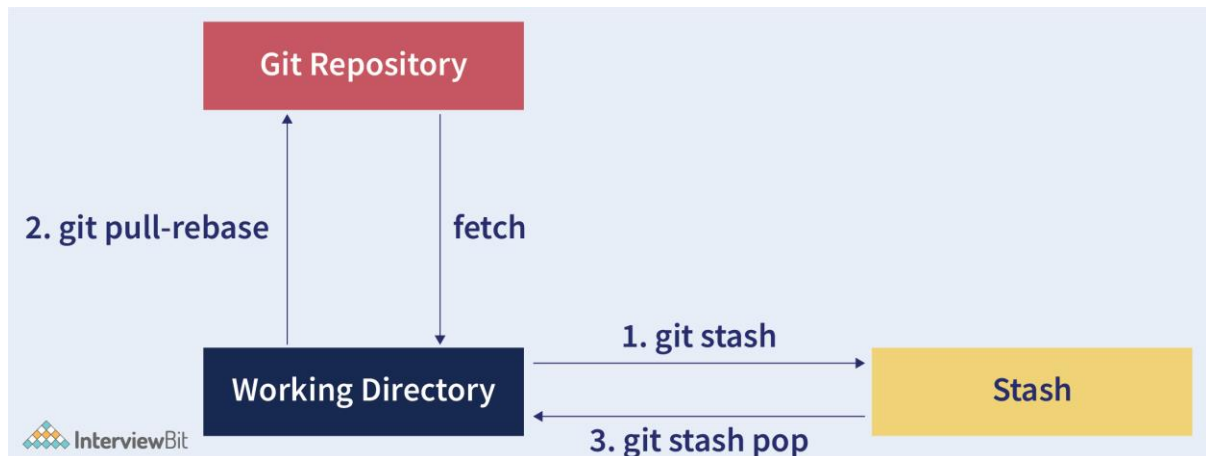 Git Repository
2. git pull-rebase
fetch
1. git stash
Working Directory
Stash
3. git stash pop
InterviewBit